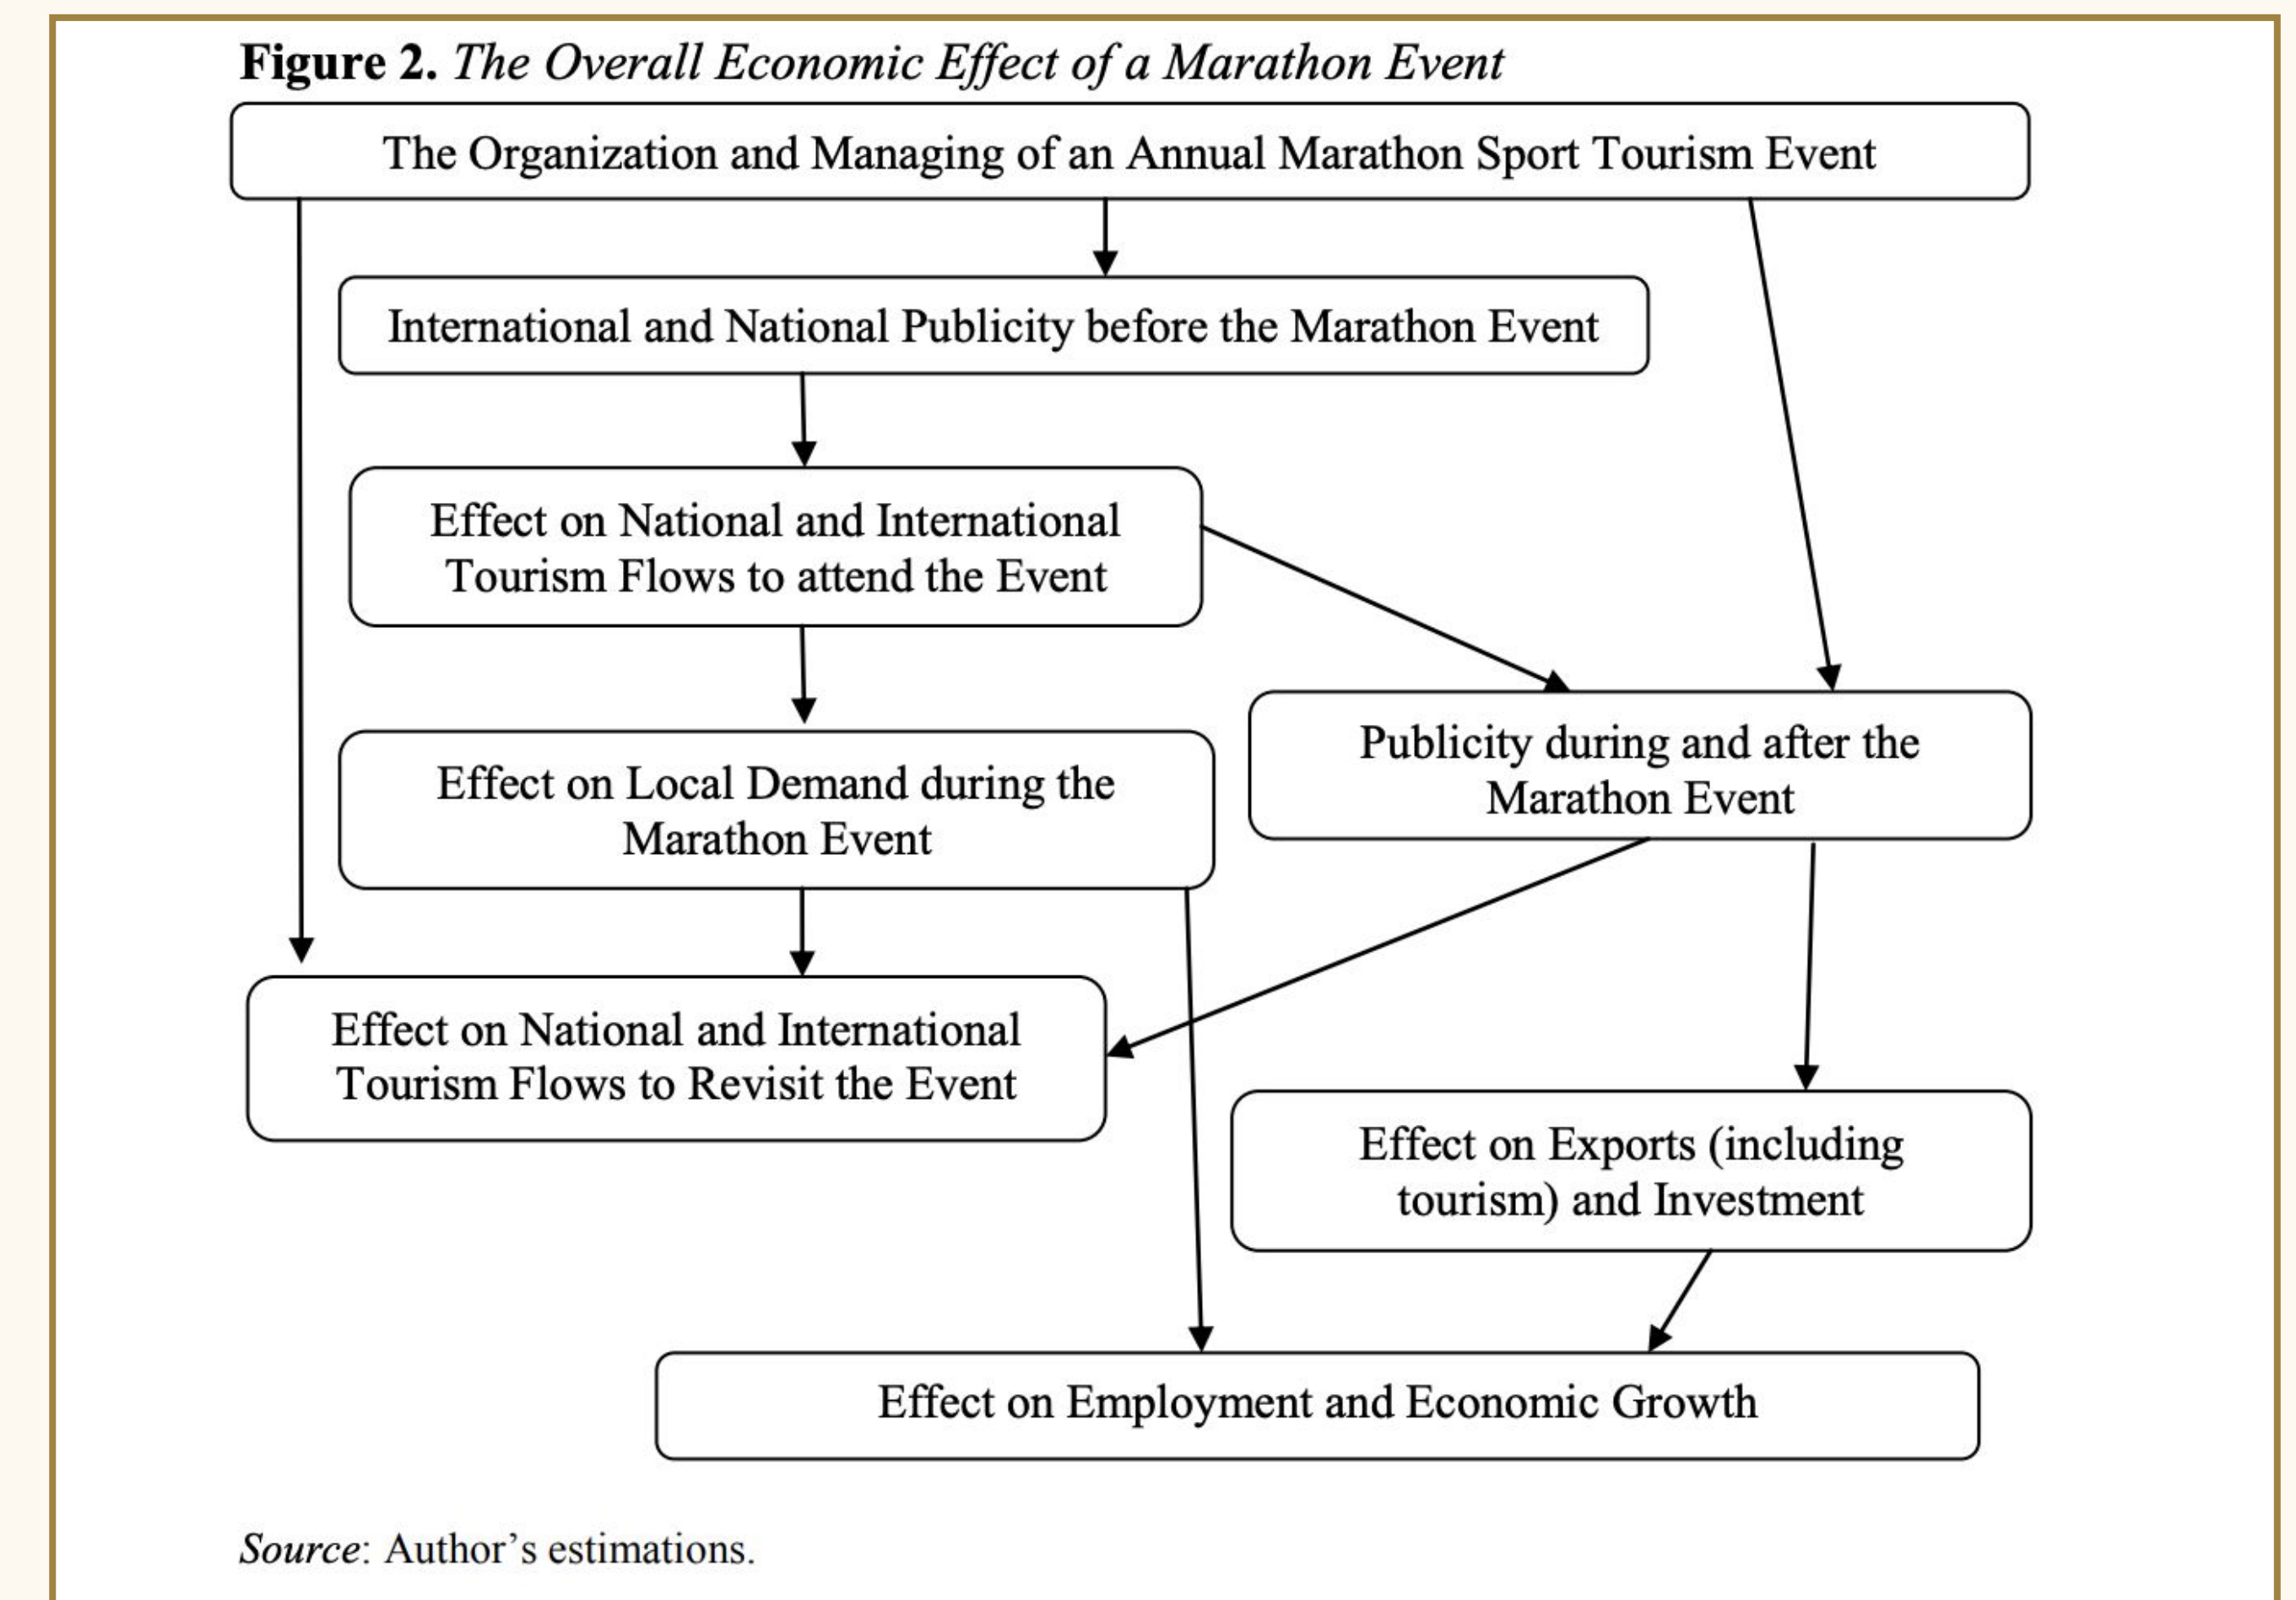 Figure 2. The Overall Economic Effect of a Marathon Event
The Organization and Managing of an Annual Marathon Sport Tourism Event
International and National Publicity before the Marathon Event
Effect on National and International
Tourism Flows to attend the Event
Publicity during and after the
Marathon Event
Effect on Local Demand during the
Marathon Event
Effect on National and International
Tourism Flows to Revisit the Event
Effect on Exports (including
tourism) and Investment
Effect on Employment and Economic Growth
Source: Author’s estimations.